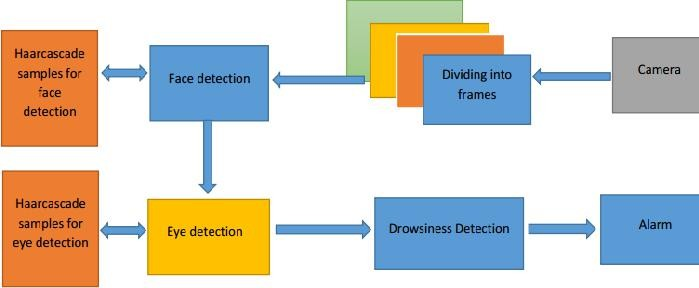 Haarcascade
samples for
face
detection
Face detection
Dividing into
frames
Camera
Haarcascade
samples for
eye detection
Eye detection
Drowsiness Detection
Alarm